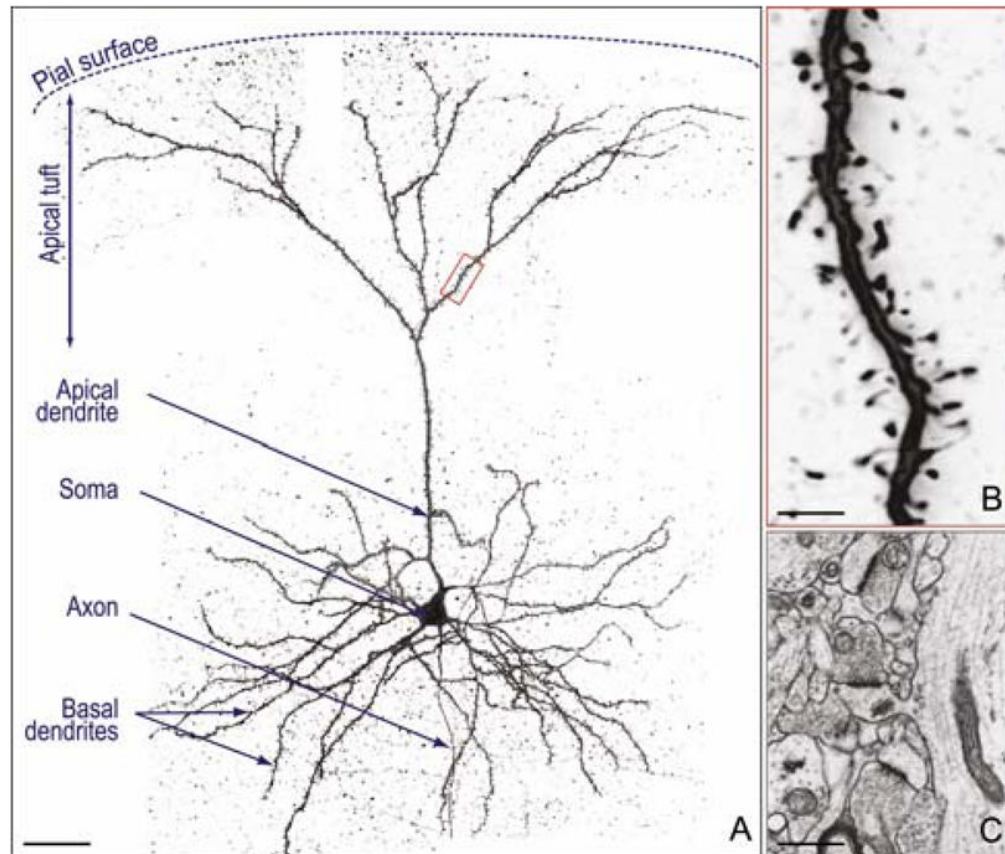 Pial surface
Apical tuft
Apical
dendrite
Soma
Axon
Basal
dendrites
A
B
C